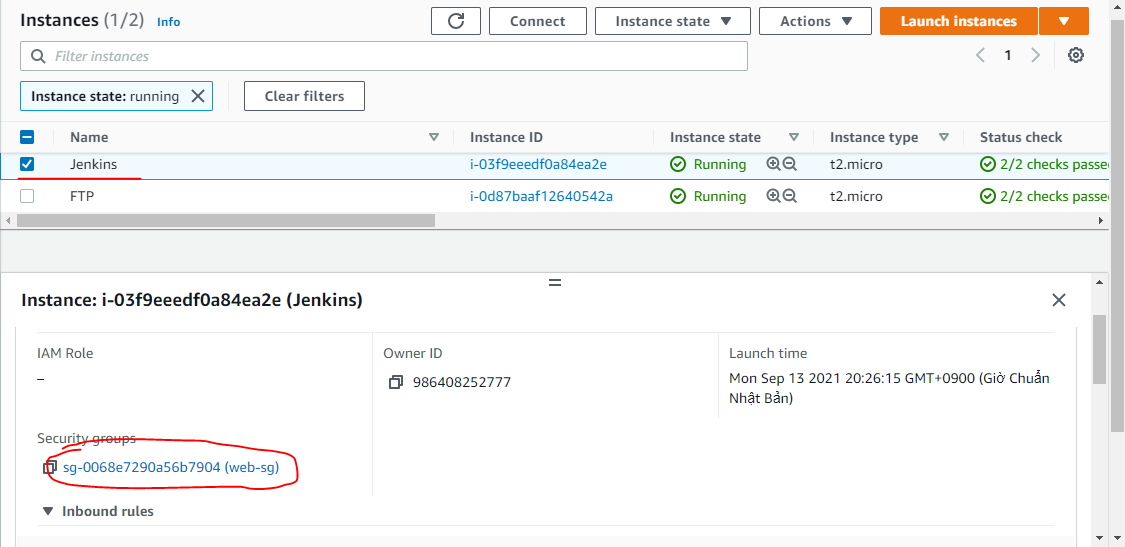 Instances (1/2) Info Connect Instance state Actions Launch instances
Filter instances 1
Instance state: running Clear filters
Name Instance ID Instance state Instance type Status check
Jenkins i-03f9eeedf0a84ea2e Running t2.micro 2/2 checks passe
FTP i-0d87baaf12640542a Running t2.micro 2/2 checks passe
Instance: i-03f9eeedf0a84ea2e (Jenkins)
IAM Role Owner ID Launch time
– 986408252777 Mon Sep 13 2021 20:26:15 GMT+0900 (Giờ Chuẩn
Nhật Bản)
Security groups
sg-0068e7290a56b7904 (web-sg)
Inbound rules